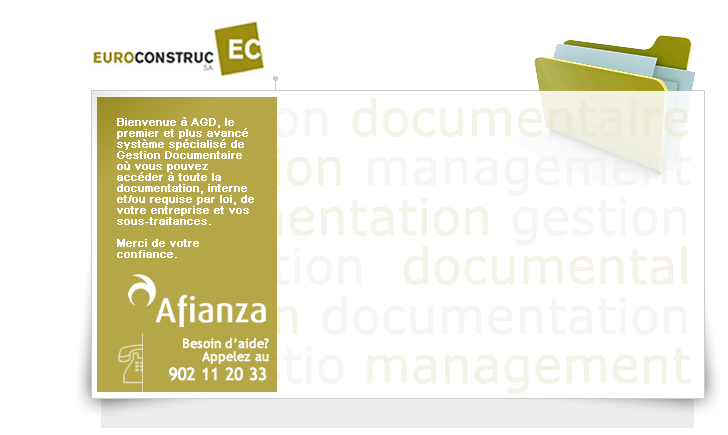 EUROCONSTRUC EC
S.A.
Bienvenue à AGD, le
premier et plus avancé
système spécialisé de
Gestion Documentaire
où vous pouvez
accéder à toute la
documentation, interne
et/ou requise par loi, de
votre entreprise et vos
sous-traitances.
Merci de votre
confiance.
Afianza
Besoin d'aide?
Appelez au
902 11 20 33
on documentaire
ion management
mentation gestion
tion documental
n documentation
tio management